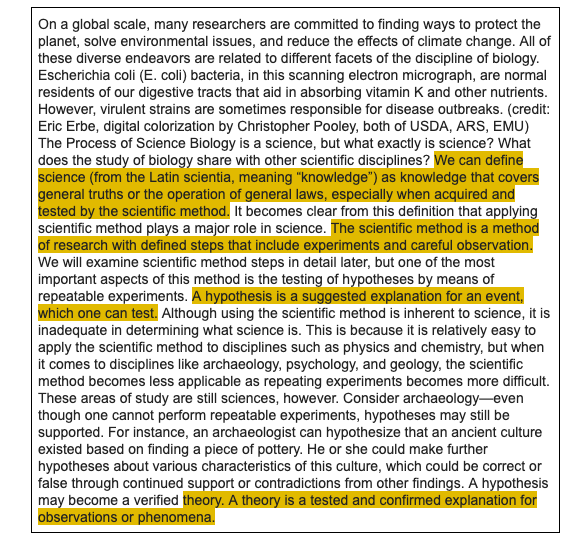 On a global scale, many researchers are committed to finding ways to protect the
planet, solve environmental issues, and reduce the effects of climate change. All of
these diverse endeavors are related to different facets of the discipline of biology.
Escherichia coli (E. coli) bacteria, in this scanning electron micrograph, are normal
residents of our digestive tracts that aid in absorbing vitamin K and other nutrients.
However, virulent strains are sometimes responsible for disease outbreaks. (credit:
Eric Erbe, digital colorization by Christopher Pooley, both of USDA, ARS, EMU)
The Process of Science Biology is a science, but what exactly is science? What
does the study of biology share with other scientific disciplines? We can define
science (from the Latin scientia, meaning “knowledge”) as knowledge that covers
general truths or the operation of general laws, especially when acquired and
tested by the scientific method. It becomes clear from this definition that applying
scientific method plays a major role in science. The scientific method is a method
of research with defined steps that include experiments and careful observation.
We will examine scientific method steps in detail later, but one of the most
important aspects of this method is the testing of hypotheses by means of
repeatable experiments. A hypothesis is a suggested explanation for an event,
which one can test. Although using the scientific method is inherent to science, it is
inadequate in determining what science is. This is because it is relatively easy to
apply the scientific method to disciplines such as physics and chemistry, but when
it comes to disciplines like archaeology, psychology, and geology, the scientific
method becomes less applicable as repeating experiments becomes more difficult.
These areas of study are still sciences, however. Consider archaeology—even
though one cannot perform repeatable experiments, hypotheses may still be
supported. For instance, an archaeologist can hypothesize that an ancient culture
existed based on finding a piece of pottery. He or she could make further
hypotheses about various characteristics of this culture, which could be correct or
false through continued support or contradictions from other findings. A hypothesis
may become a verified theory. A theory is a tested and confirmed explanation for
observations or phenomena.